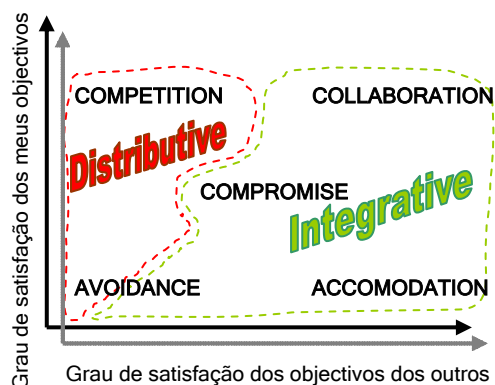 Grau de satisfação dos meus objectivos
COMPETITION
COLLABORATION
Distributive
COMPROMISE
Integrative
AVOIDANCE
ACCOMODATION
Grau de satisfação dos objectivos dos outros